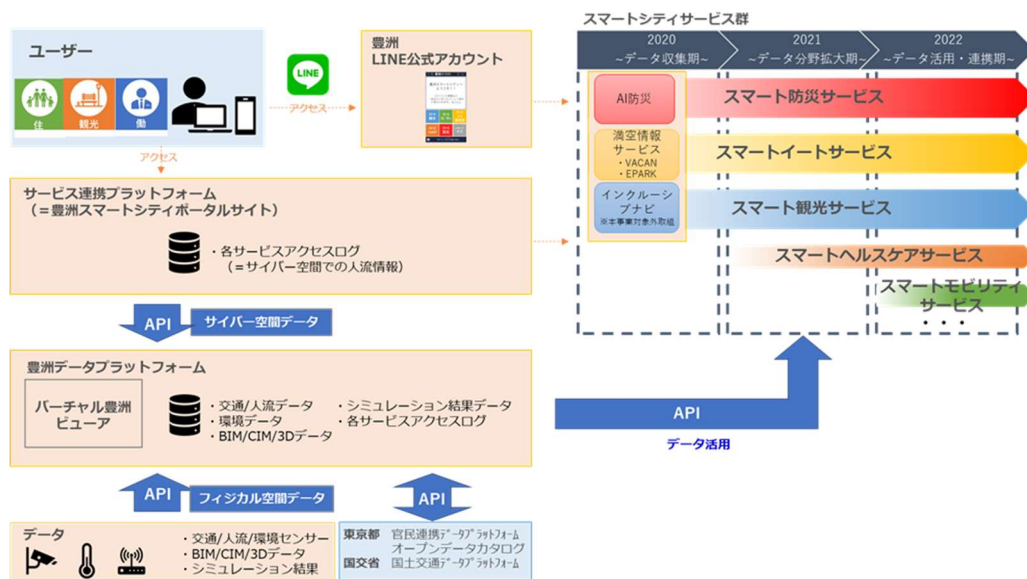 スマートシティサービス群
ユーザー
住
観光
働
LINE
アクセス
豊洲
LINE公式アカウント
アクセス
2020
~データ収集期~
2021
~データ分野拡大期~
2022
~データ活用・連携期~
AI防災
スマート防災サービス
満空情報
サービス
・VACAN
・EPARK
スマートイートサービス
インクルーシ
ブナビ
※本事業対象外取組
スマート観光サービス
スマートヘルスケアサービス
スマートモビリティ
サービス
・・・
サービス連携プラットフォーム
(=豊洲スマートシティポータルサイト)
・各サービスアクセスログ
(=サイバー空間での人流情報)
API
サイバー空間データ
豊洲データプラットフォーム
バーチャル豊洲
ビューア
・交通/人流データ
・環境データ
・BIM/CIM/3Dデータ
・シミュレーション結果データ
・各サービスアクセスログ
API
データ活用
API
フィジカル空間データ
API
データ
・交通/人流/環境センサー
・BIM/CIM/3Dデータ
・シミュレーション結果
東京都 官民連携ﾃﾞｰﾀﾌﾟﾗｯﾄﾌｫｰﾑ
オープンデータカタログ
国交省 国土交通ﾃﾞｰﾀﾌﾟﾗｯﾄﾌｫｰﾑ